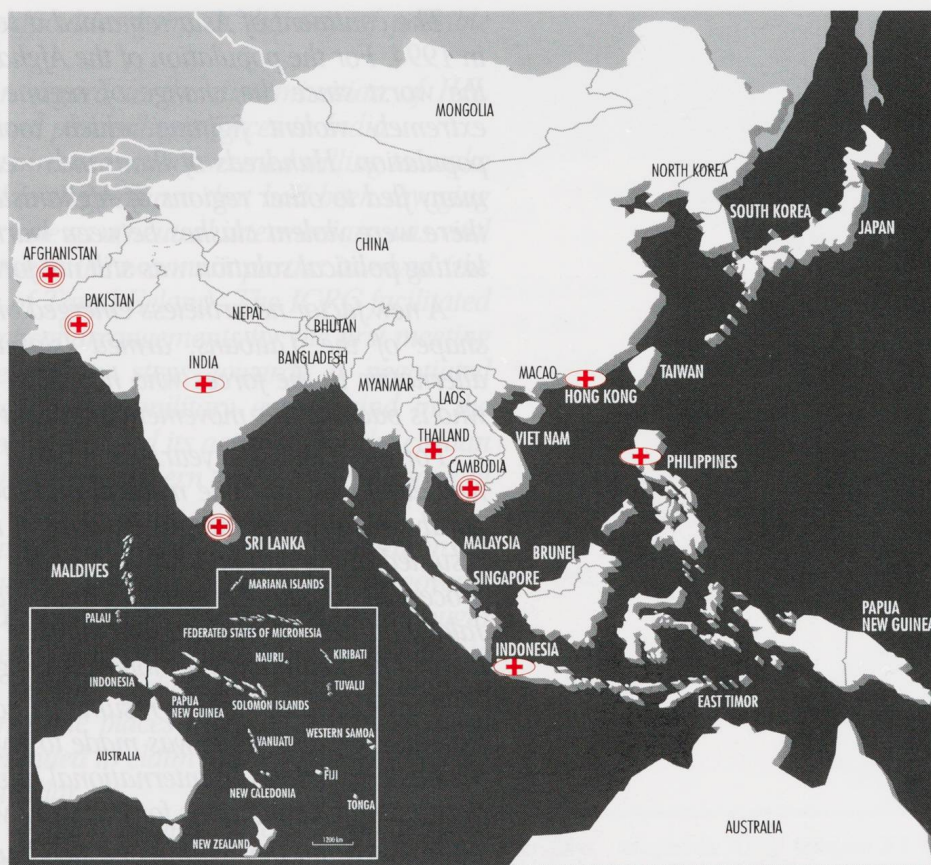 MONGOLIA
NORTH KOREA
SOUTH KOREA
JAPAN
CHINA
AFGHANISTAN
PAKISTAN
NEPAL
BHUTAN
BANGLADESH
INDIA
MYANMAR
LAOS
MACAO
HONG KONG
TAIWAN
THAILAND
VIET NAM
CAMBODIA
PHILIPPINES
SRI LANKA
MALDIVES
MALAYSIA
BRUNEI
SINGAPORE
INDONESIA
PAPUA
NEW GUINEA
EAST TIMOR
AUSTRALIA
MARIANA ISLANDS
PALAU
FEDERATED STATES OF MICRONESIA
NAURU
KIRIBATI
INDONESIA
TUVALU
PAPUA
NEW GUINEA
SOLOMON ISLANDS
VANUATU
WESTERN SAMOA
AUSTRALIA
FIJI
NEW CALEDONIA
TONGA
NEW ZEALAND
1200 km